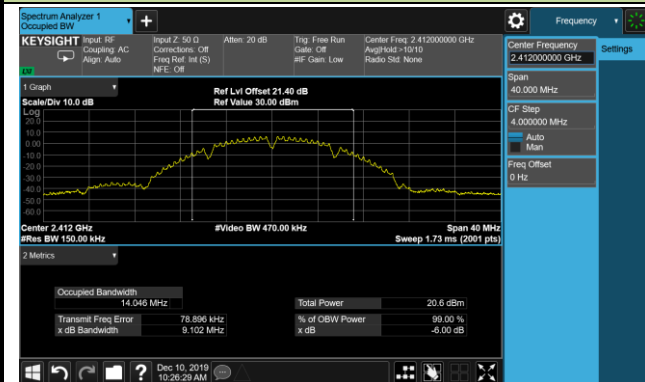 Spectrum Analyzer 1
Occupied BW
+
Frequency
KEYSIGHT
Input: RF
Coupling: AC
Align: Auto
Input Z: 50 Ω
Corrections: Off
Freq Ref: Int (S)
NFE: Off
Atten: 20 dB
Trig: Free Run
Gate: Off
#IF Gain: Low
Center Freq: 2.412000000 GHz
Avg|Hold:>10/10
Radio Std: None
Center Frequency
2.412000000 GHz
Settings
Span
40.000 MHz
CF Step
4.000000 MHz
Auto
Man
Freq Offset
0 Hz
1 Graph
Scale/Div 10.0 dB
Ref Lvl Offset 21.40 dB
Ref Value 30.00 dBm
Log
20.0
10.0
0.00
-10.0
-20.0
-30.0
-40.0
-50.0
-60.0
Center 2.412 GHz
#Video BW 470.00 kHz
Span 40 MHz
#Res BW 150.00 kHz
Sweep 1.73 ms (2001 pts)
2 Metrics
Occupied Bandwidth
14.046 MHz
Total Power
20.6 dBm
Transmit Freq Error
78.896 kHz
% of OBW Power
99.00 %
x dB Bandwidth
9.102 MHz
x dB
-6.00 dB
?
Dec 10, 2019
10:26:29 AM